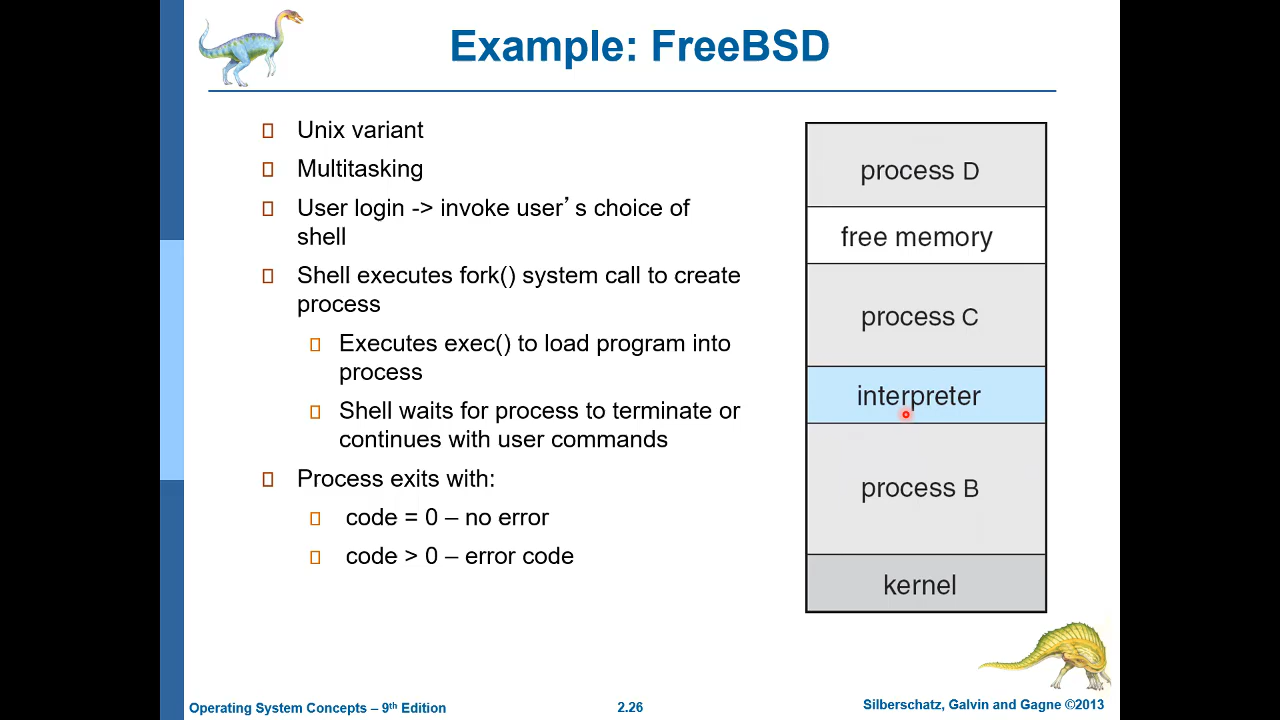 Example: FreeBSD
Unix variant
Multitasking
User login -> invoke user’s choice of
shell
Shell executes fork() system call to create
process
Executes exec() to load program into
process
Shell waits for process to terminate or
continues with user commands
Process exits with:
code = 0 – no error
code > 0 – error code
process D
free memory
process C
interpreter
process B
kernel
Operating System Concepts – 9th Edition
2.26
Silberschatz, Galvin and Gagne ©2013